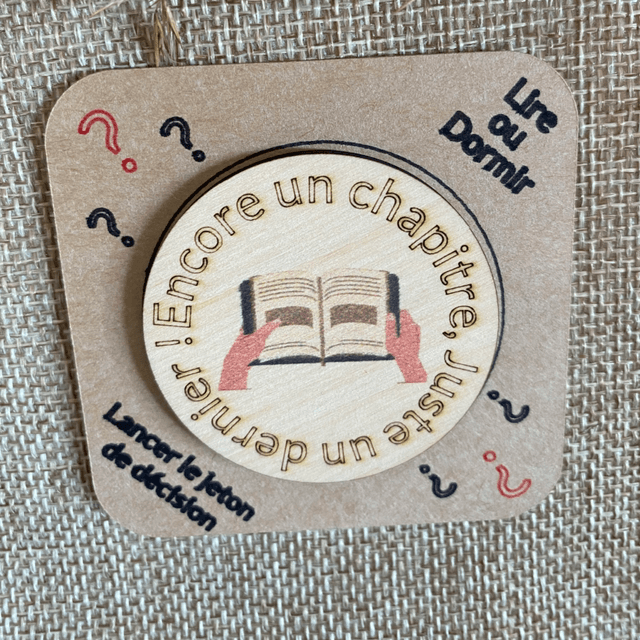 Lire
ou
Dormir
Encore un chapitre, Juste un dernier !
Lancer le jeton
de décision
? ? ?
? ? ?